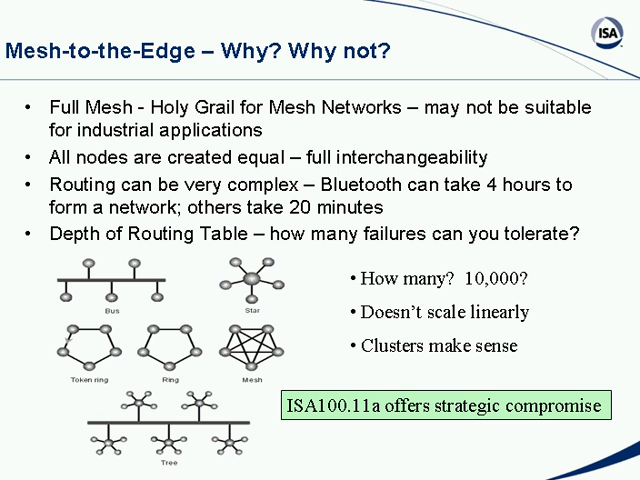 ISA
Mesh-to-the-Edge – Why? Why not?
• Full Mesh - Holy Grail for Mesh Networks – may not be suitable
for industrial applications
• All nodes are created equal – full interchangeability
• Routing can be very complex – Bluetooth can take 4 hours to
form a network; others take 20 minutes
• Depth of Routing Table – how many failures can you tolerate?
• How many? 10,000?
• Doesn't scale linearly
• Clusters make sense
Bus
Star
Token ring
Ring
Mesh
Tree
ISA100.11a offers strategic compromise